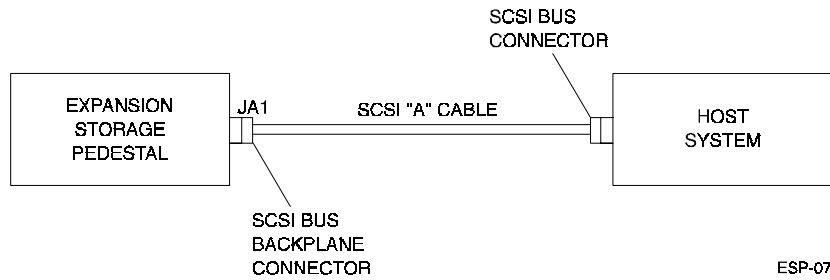 SCSI BUS
CONNECTOR
EXPANSION
STORAGE
PEDESTAL
JA1
SCSI "A" CABLE
HOST
SYSTEM
SCSI BUS
BACKPLANE
CONNECTOR
ESP-07